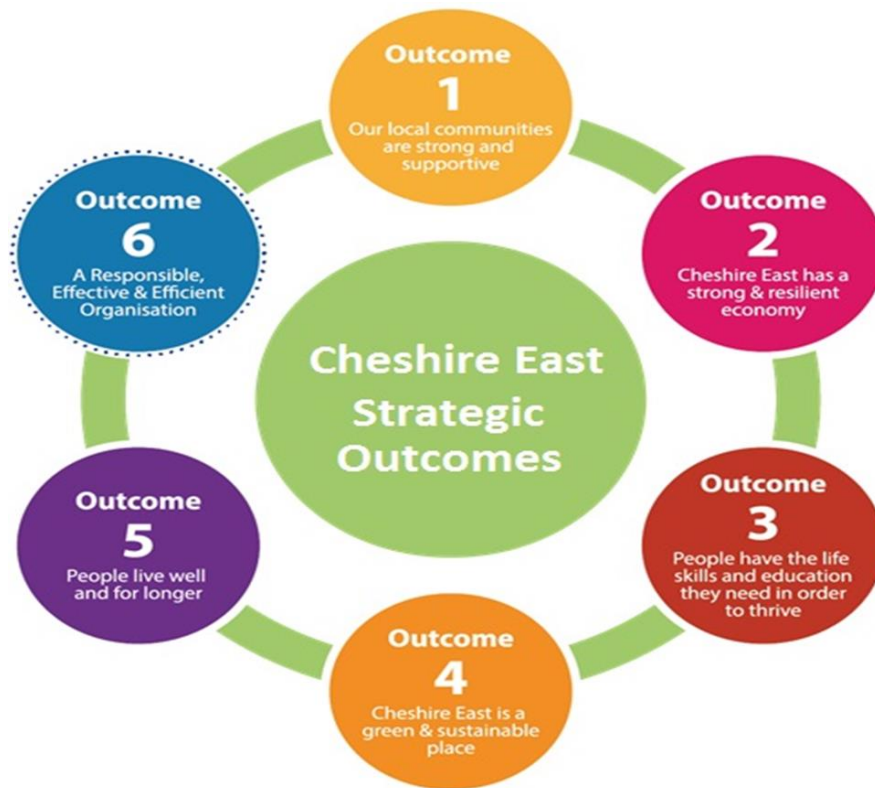 Outcome
1
Our local communities
are strong and
supportive
Outcome
2
Cheshire East has a
strong & resilient
economy
Outcome
3
People have the life
skills and education
they need in order
to thrive
Outcome
4
Cheshire East is a
green & sustainable
place
Outcome
5
People live well
and for longer
Outcome
6
A Responsible,
Effective & Efficient
Organisation
Cheshire East
Strategic
Outcomes